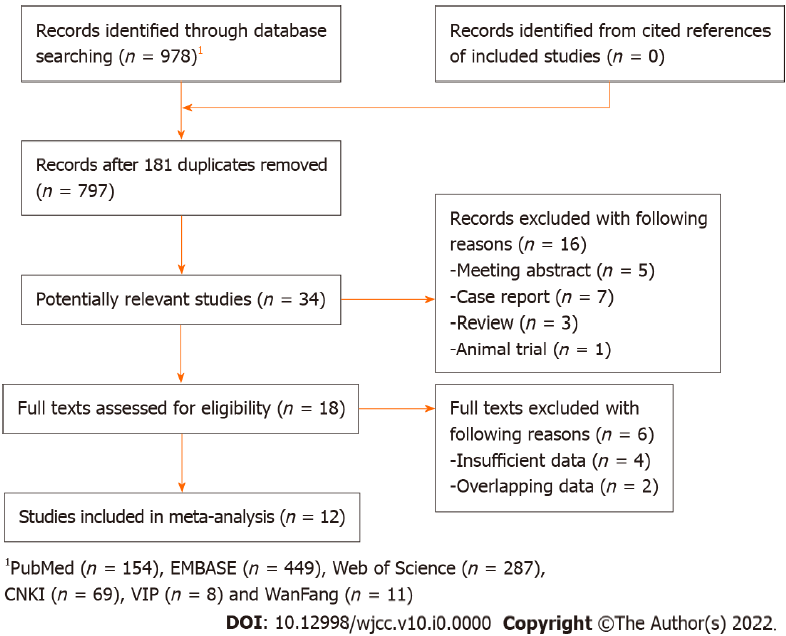 Records identified through database
searching (n = 978)¹
Records identified from cited references
of included studies (n = 0)
Records after 181 duplicates removed
(n = 797)
Records excluded with following
reasons (n = 16)
-Meeting abstract (n = 5)
-Case report (n = 7)
-Review (n = 3)
-Animal trial (n = 1)
Potentially relevant studies (n = 34)
Full texts assessed for eligibility (n = 18)
Full texts excluded with
following reasons (n = 6)
-Insufficient data (n = 4)
-Overlapping data (n = 2)
Studies included in meta-analysis (n = 12)
¹PubMed (n = 154), EMBASE (n = 449), Web of Science (n = 287),
CNKI (n = 69), VIP (n = 8) and WanFang (n = 11)
DOI: 10.12998/wjcc.v10.i0.0000 Copyright ©The Author(s) 2022.